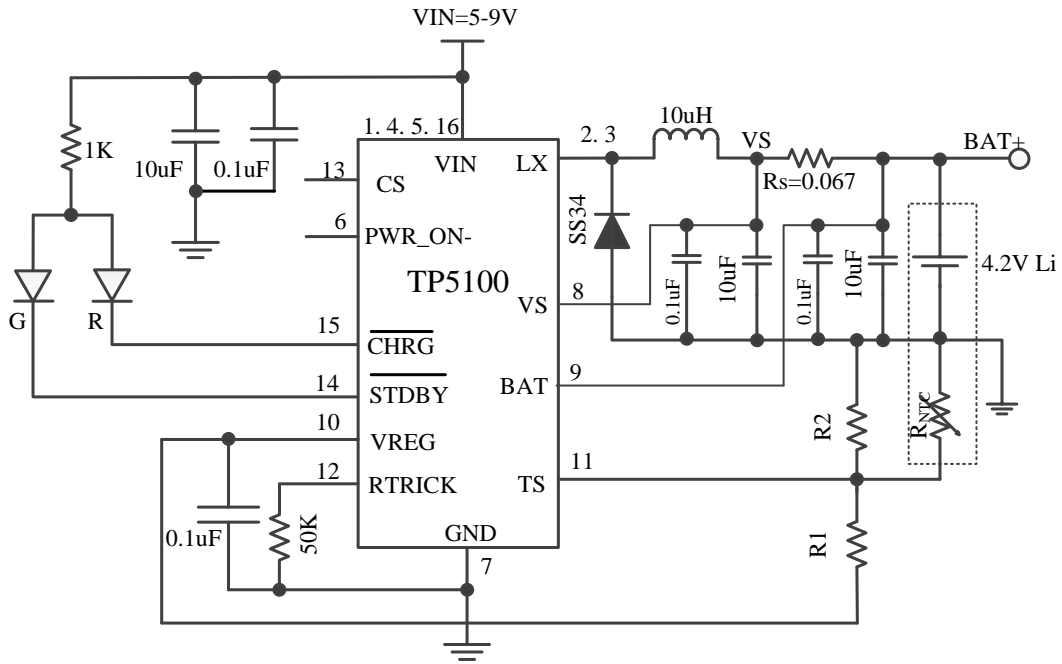 VIN=5-9V
1K
10uF
0.1uF
1. 4. 5. 16
VIN
LX
2. 3
10uH
VS
Rs=0.067
BAT+
13
CS
6
PWR_ON-
SS34
TP5100
VS
8
0.1uF
10uF
0.1uF
10uF
4.2V Li
G
R
15
CHRG
14
STDBY
BAT
9
10
VREG
12
RTRICK
TS
11
R2
RNTC
0.1uF
50K
GND
7
R1